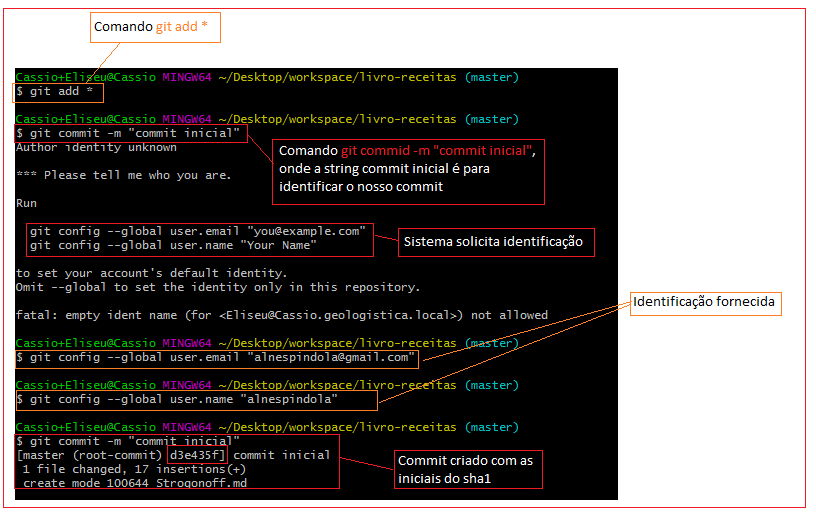 Comando git add *
Cassio+Eliseu@Cassio MINGW64 ~/Desktop/workspace/livro-receitas (master)
$ git add *
Cassio+Eliseu@Cassio MINGW64 ~/Desktop/workspace/livro-receitas (master)
$ git commit -m "commit inicial"
Author identity unknown
Comando git commid -m "commit inicial",
onde a string commit inicial é para
identificar o nosso commit
*** Please tell me who you are.
Run
git config --global user.email "you@example.com"
git config --global user.name "Your Name"
Sistema solicita identificação
to set your account's default identity.
Omit --global to set the identity only in this repository.
Identificação fornecida
fatal: empty ident name (for <Eliseu@Cassio.geologistica.local>) not allowed
Cassio+Eliseu@Cassio MINGW64 ~/Desktop/workspace/livro-receitas (master)
$ git config --global user.email "alnespindola@gmail.com"
Cassio+Eliseu@Cassio MINGW64 ~/Desktop/workspace/livro-receitas (master)
$ git config --global user.name "alnespindola"
Cassio+Eliseu@Cassio MINGW64 ~/Desktop/workspace/livro-receitas (master)
$ git commit -m "commit inicial"
[master (root-commit) d3e435f] commit inicial
1 file changed, 17 insertions(+)
create mode 100644 Strogonoff.md
Commit criado com as
iniciais do sha1